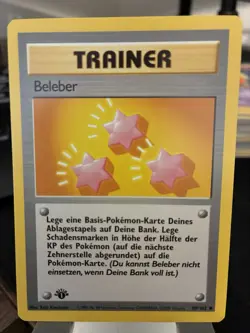 TRAINER
Beleber
Lege eine Basis-Pokémon-Karte Deines
Ablagestapels auf Deine Bank. Lege
Schadensmarken in Höhe der Hälfte der
KP des Pokémon (auf die nächste
Zehnerstelle abgerundet) auf die
Pokémon-Karte. (Du kannst Beleber nicht
einsetzen, wenn Deine Bank voll ist.)